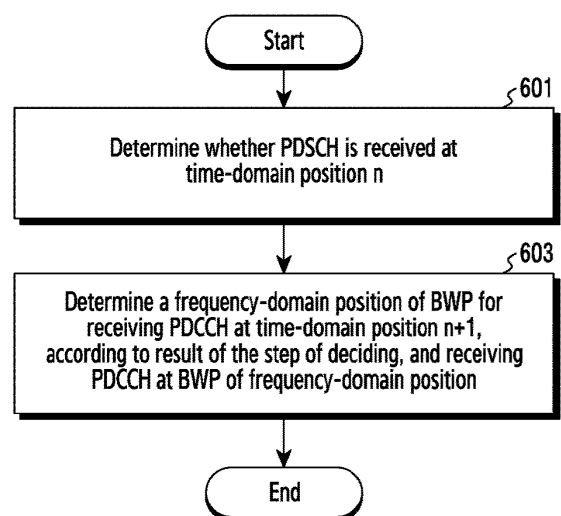 Start
601
Determine whether PDSCH is received at
time-domain position n
603
Determine a frequency-domain position of BWP for
receiving PDCCH at time-domain position n+1,
according to result of the step of deciding, and receiving
PDCCH at BWP of frequency-domain position
End